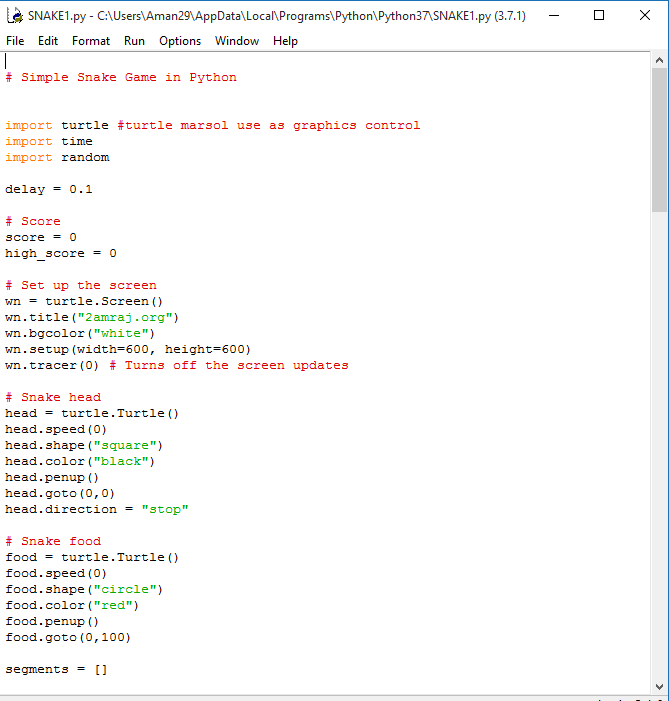 SNAKE1.py - C:\Users\Aman29\AppData\Local\Programs\Python\Python37\SNAKE1.py (3.7.1)
File Edit Format Run Options Window Help
# Simple Snake Game in Python
import turtle #turtle marsol use as graphics control
import time
import random
delay = 0.1
# Score
score = 0
high_score = 0
# Set up the screen
wn = turtle.Screen()
wn.title("2amraj.org")
wn.bgcolor("white")
wn.setup(width=600, height=600)
wn.tracer(0) # Turns off the screen updates
# Snake head
head = turtle.Turtle()
head.speed(0)
head.shape("square")
head.color("black")
head.penup()
head.goto(0,0)
head.direction = "stop"
# Snake food
food = turtle.Turtle()
food.speed(0)
food.shape("circle")
food.color("red")
food.penup()
food.goto(0,100)
segments = []